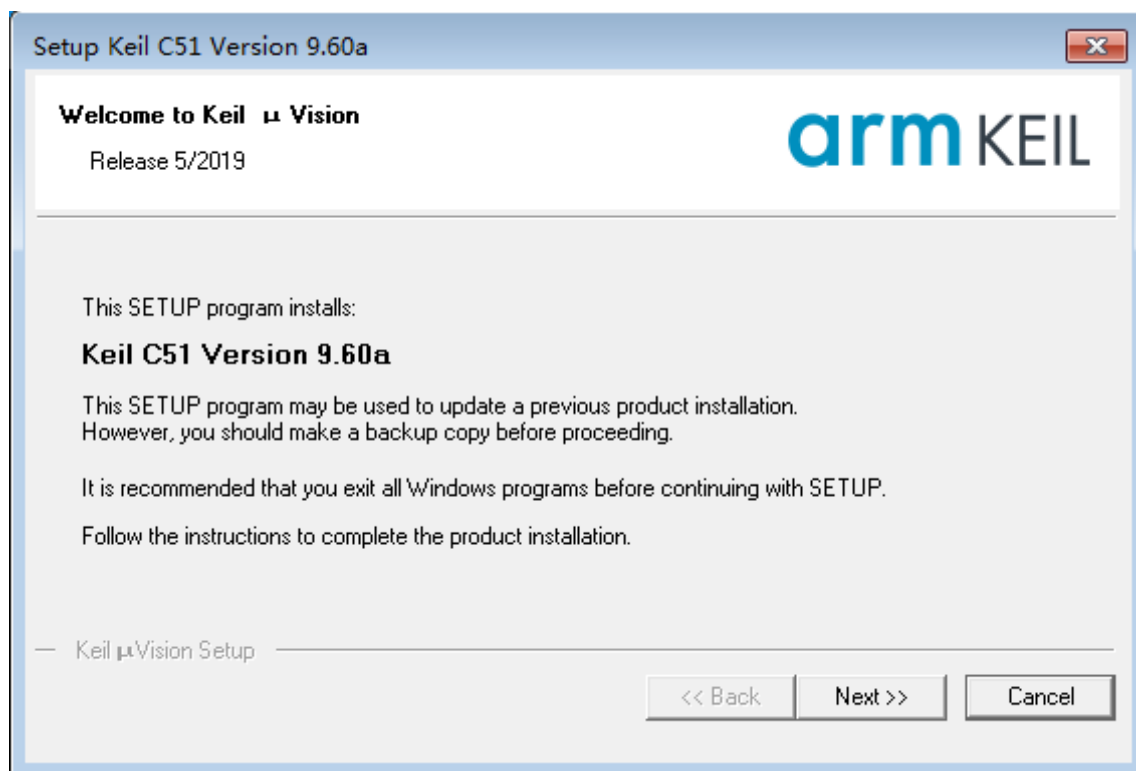 Setup Keil C51 Version 9.60a
Welcome to Keil μ Vision
Release 5/2019
arm KEIL
This SETUP program installs:
Keil C51 Version 9.60a
This SETUP program may be used to update a previous product installation.
However, you should make a backup copy before proceeding.
It is recommended that you exit all Windows programs before continuing with SETUP.
Follow the instructions to complete the product installation.
Keil μVision Setup
<< Back
Next >>
Cancel